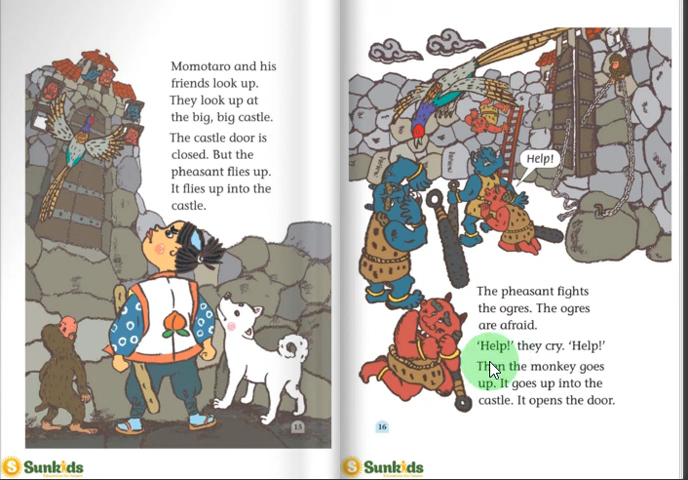 Momotaro and his
friends look up.
They look up at
the big, big castle.
The castle door is
closed. But the
pheasant flies up.
It flies up into the
castle.
15
Sunkids
Help!
The pheasant fights
the ogres. The ogres
are afraid.
‘Help!’ they cry. ‘Help!’
Then the monkey goes
up. It goes up into the
castle. It opens the door.
16
Sunkids